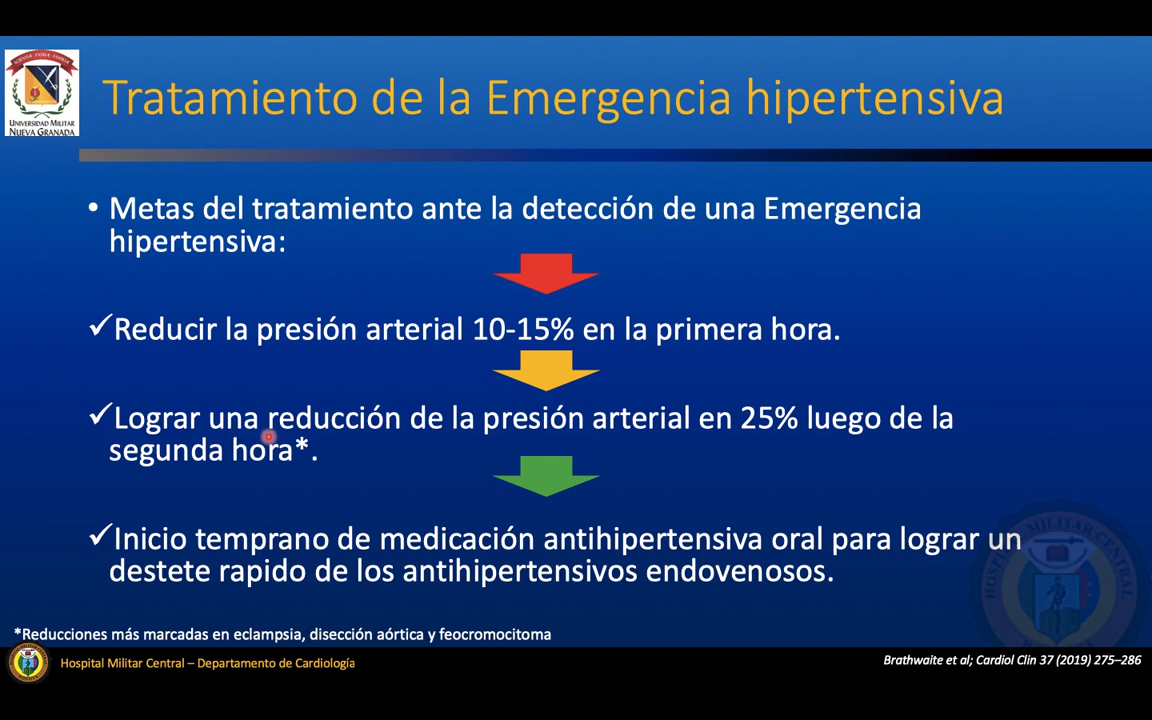 UNIVERSIDAD MILITAR
NUEVA GRANADA
Tratamiento de la Emergencia hipertensiva
• Metas del tratamiento ante la detección de una Emergencia
hipertensiva:
✓Reducir la presión arterial 10-15% en la primera hora.
✓Lograr una reducción de la presión arterial en 25% luego de la
segunda hora*.
✓Inicio temprano de medicación antihipertensiva oral para lograr un
destete rapido de los antihipertensivos endovenosos.
HOSPITAL MILITAR CENTRAL
*Reducciones más marcadas en eclampsia, disección aórtica y feocromocitoma
Hospital Militar Central – Departamento de Cardiología
Brathwaite et al; Cardiol Clin 37 (2019) 275–286